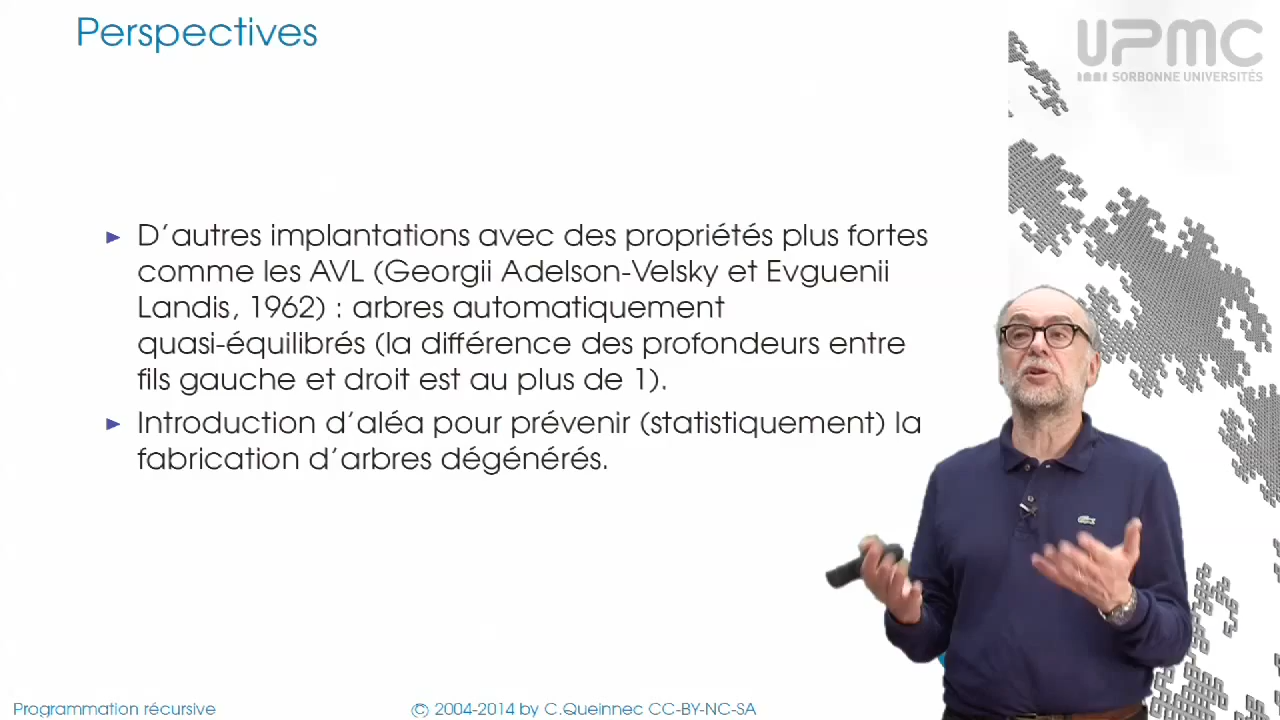 Perspectives
UPMC
SORBONNE UNIVERSITÉS
► D'autres implantations avec des propriétés plus fortes
comme les AVL (Georgii Adelson-Velsky et Evguenii
Landis, 1962) : arbres automatiquement
quasi-équilibrés (la différence des profondeurs entre
fils gauche et droit est au plus de 1).
► Introduction d'aléa pour prévenir (statistiquement) la
fabrication d'arbres dégénérés.
Programmation récursive
© 2004-2014 by C.Queinnec CC-BY-NC-SA